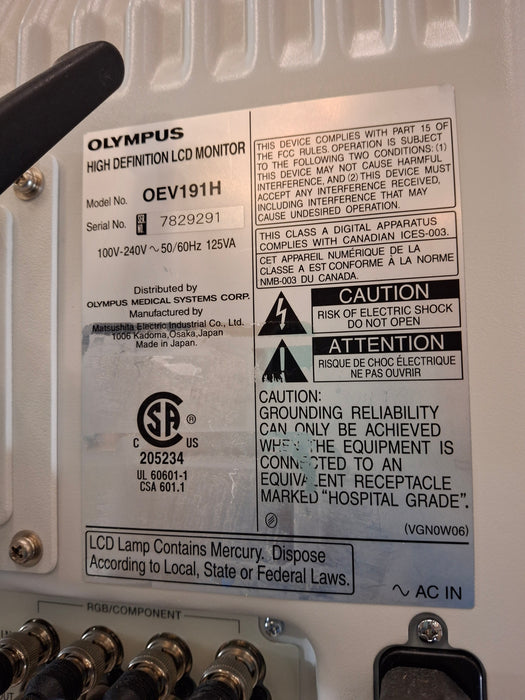 OLYMPUS
HIGH DEFINITION LCD MONITOR
Model No. OEV191H
Serial No. SER NO. 7829291
100V-240V ~ 50/60Hz 125VA
Distributed by
OLYMPUS MEDICAL SYSTEMS CORP.
Manufactured by
Matsushita Electric Industrial Co., Ltd.
1006 Kadoma, Osaka, Japan
Made in Japan.
CSA ®
C US
205234
UL 60601-1
CSA 601.1
THIS DEVICE COMPLIES WITH PART 15 OF
THE FCC RULES. OPERATION IS SUBJECT
TO THE FOLLOWING TWO CONDITIONS: (1)
THIS DEVICE MAY NOT CAUSE HARMFUL
INTERFERENCE, AND (2) THIS DEVICE MUST
ACCEPT ANY INTERFERENCE RECEIVED,
INCLUDING INTERFERENCE THAT MAY
CAUSE UNDESIRED OPERATION.
THIS CLASS A DIGITAL APPARATUS
COMPLIES WITH CANADIAN ICES-003.
CET APPAREIL NUMÉRIQUE DE LA
CLASSE A EST CONFORME À LA NORME
NMB-003 DU CANADA.
CAUTION
RISK OF ELECTRIC SHOCK
DO NOT OPEN
ATTENTION
RISQUE DE CHOC ÉLECTRIQUE
NE PAS OUVRIR
CAUTION:
GROUNDING RELIABILITY
CAN ONLY BE ACHIEVED
WHEN THE EQUIPMENT IS
CONNECTED TO AN
EQUIVALENT RECEPTACLE
MARKED "HOSPITAL GRADE".
(VGN0W06)
LCD Lamp Contains Mercury. Dispose
According to Local, State or Federal Laws.
~ AC IN
RGB/COMPONENT